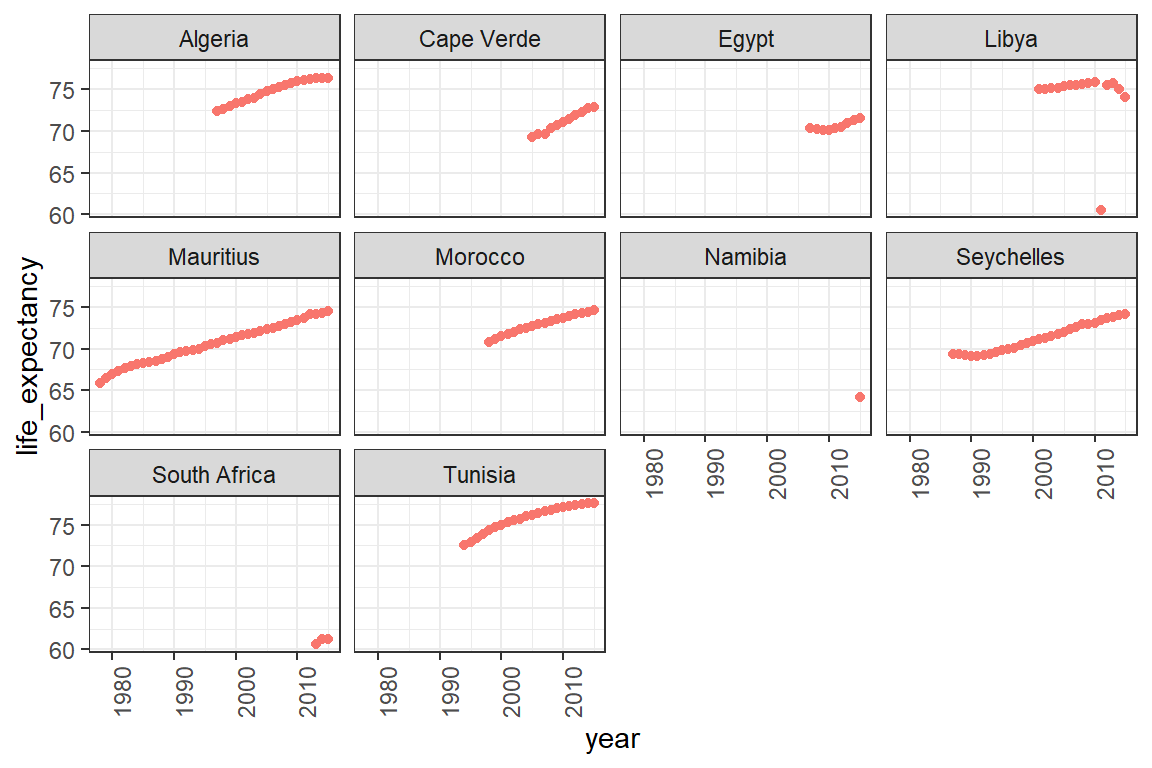 Algeria Cape Verde Egypt Libya
75
70
65
60
Mauritius Morocco Namibia Seychelles
75
70
65
60
1980 1990 2000 2010 1980 1990 2000 2010
South Africa Tunisia
75
70
65
60
1980 1990 2000 2010 1980 1990 2000 2010
life_expectancy
year